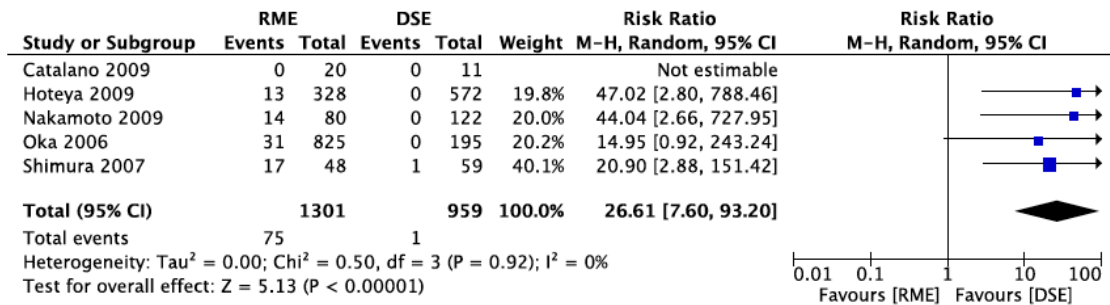 RME DSE Risk Ratio Risk Ratio
Study or Subgroup Events Total Events Total Weight M-H, Random, 95% CI M-H, Random, 95% CI
Catalano 2009 0 20 0 11 Not estimable
Hoteya 2009 13 328 0 572 19.8% 47.02 [2.80, 788.46]
Nakamoto 2009 14 80 0 122 20.0% 44.04 [2.66, 727.95]
Oka 2006 31 825 0 195 20.2% 14.95 [0.92, 243.24]
Shimura 2007 17 48 1 59 40.1% 20.90 [2.88, 151.42]
Total (95% CI) 1301 959 100.0% 26.61 [7.60, 93.20]
Total events 75 1
Heterogeneity: Tau² = 0.00; Chi² = 0.50, df = 3 (P = 0.92); I² = 0%
Test for overall effect: Z = 5.13 (P < 0.00001)
0.01 0.1 1 10 100
Favours [RME] Favours [DSE]